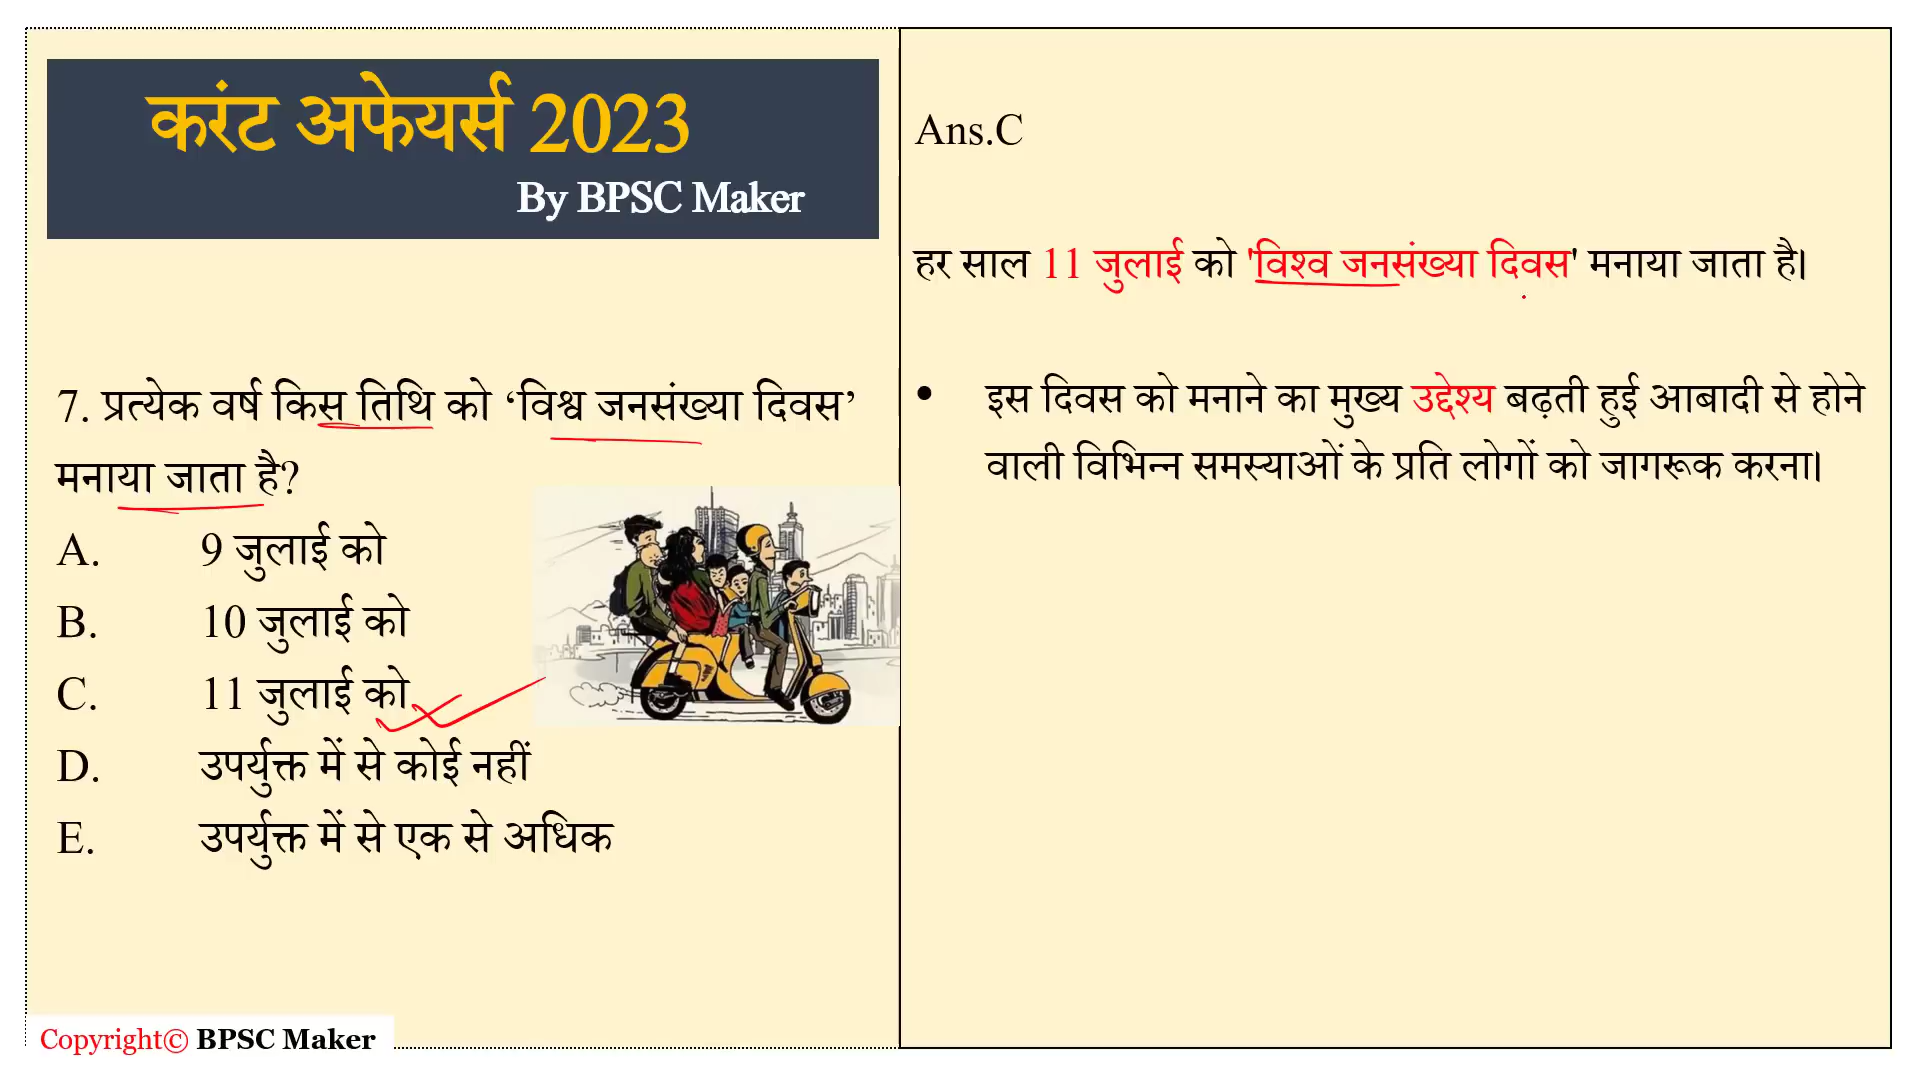 करंट अफेयर्स 2023
By BPSC Maker
7. प्रत्येक वर्ष किस तिथि को ‘विश्व जनसंख्या दिवस’
मनाया जाता है?
A. 9 जुलाई को
B. 10 जुलाई को
C. 11 जुलाई को
D. उपर्युक्त में से कोई नहीं
E. उपर्युक्त में से एक से अधिक
Copyright© BPSC Maker
Ans.C
हर साल 11 जुलाई को 'विश्व जनसंख्या दिवस' मनाया जाता है।
• इस दिवस को मनाने का मुख्य उद्देश्य बढ़ती हुई आबादी से होने
वाली विभिन्न समस्याओं के प्रति लोगों को जागरूक करना।